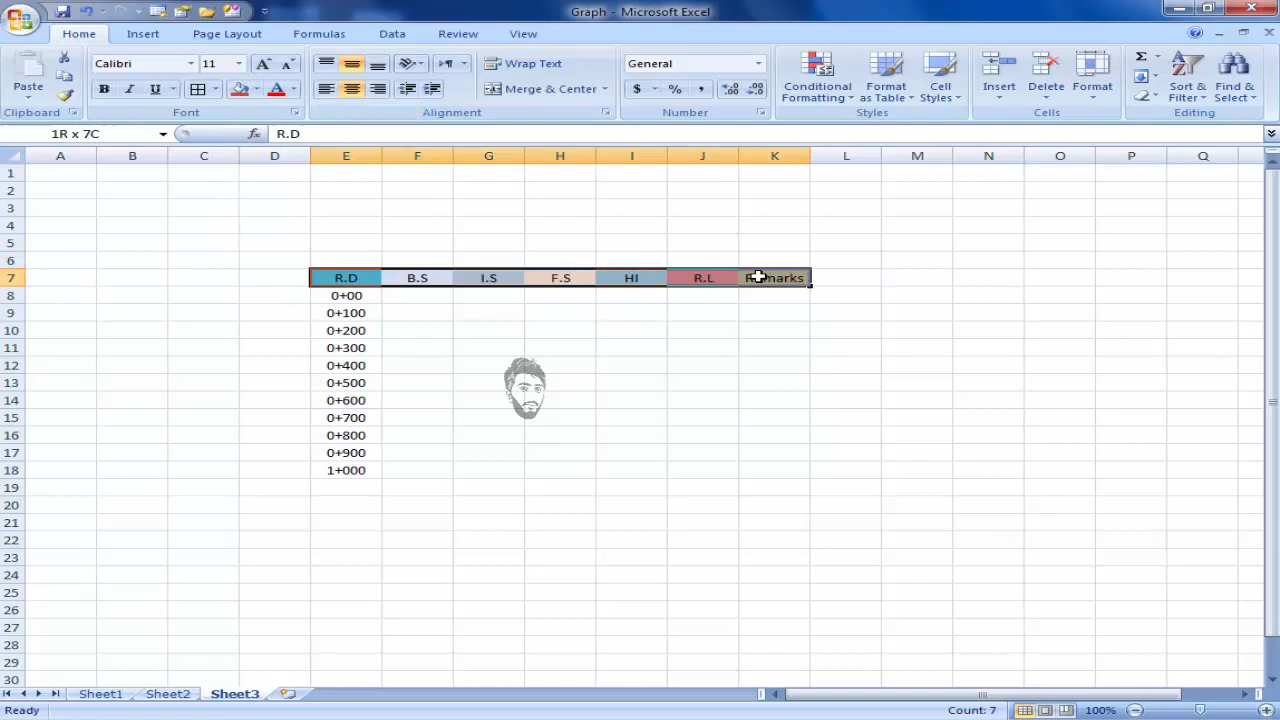 Graph - Microsoft Excel
Home Insert Page Layout Formulas Data Review View
Calibri 11 Wrap Text General
Paste B I U Merge & Center $ % , Conditional Formatting Format as Table Cell Styles Insert Delete Format Σ Sort & Filter Find & Select
Clipboard Font Alignment Number Styles Cells Editing
1R x 7C fx R.D
A B C D E F G H I J K L M N O P Q
1
2
3
4
5
6
7 R.D B.S I.S F.S HI R.L Remarks
8 0+00
9 0+100
10 0+200
11 0+300
12 0+400
13 0+500
14 0+600
15 0+700
16 0+800
17 0+900
18 1+000
19
20
21
22
23
24
25
26
27
28
29
30
Sheet1 Sheet2 Sheet3
Ready Count: 7 100%